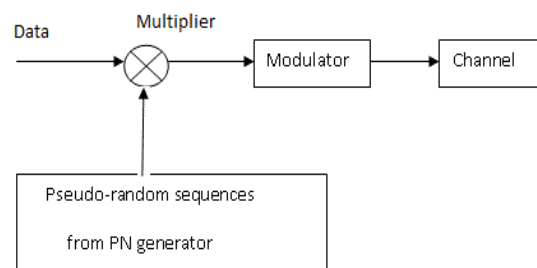 Multiplier
Data
Modulator
Channel
Pseudo-random sequences
from PN generator